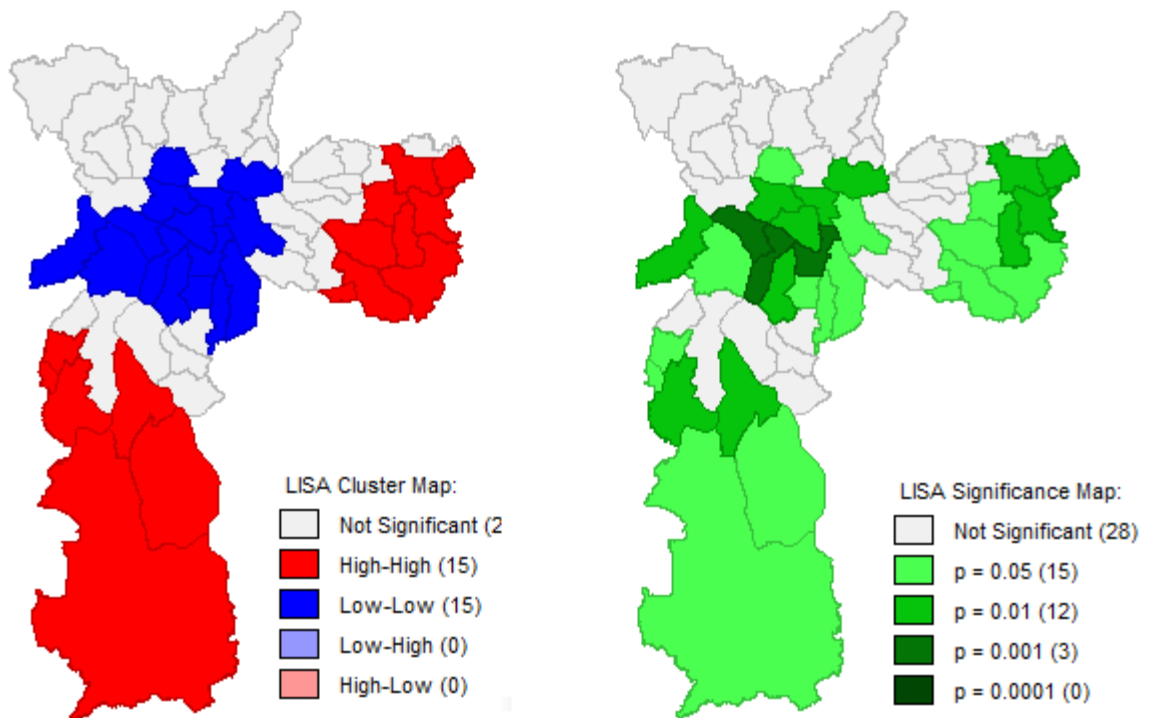 LISA Cluster Map:
Not Significant (2
High-High (15)
Low-Low (15)
Low-High (0)
High-Low (0)
LISA Significance Map:
Not Significant (28)
p = 0.05 (15)
p = 0.01 (12)
p = 0.001 (3)
p = 0.0001 (0)